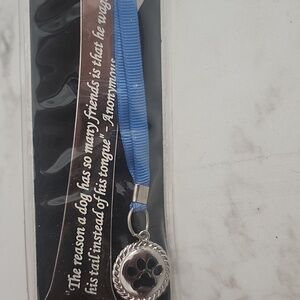 "The reason a dog has so many friends is that he wags
his tail instead of his tongue" - Anonymous